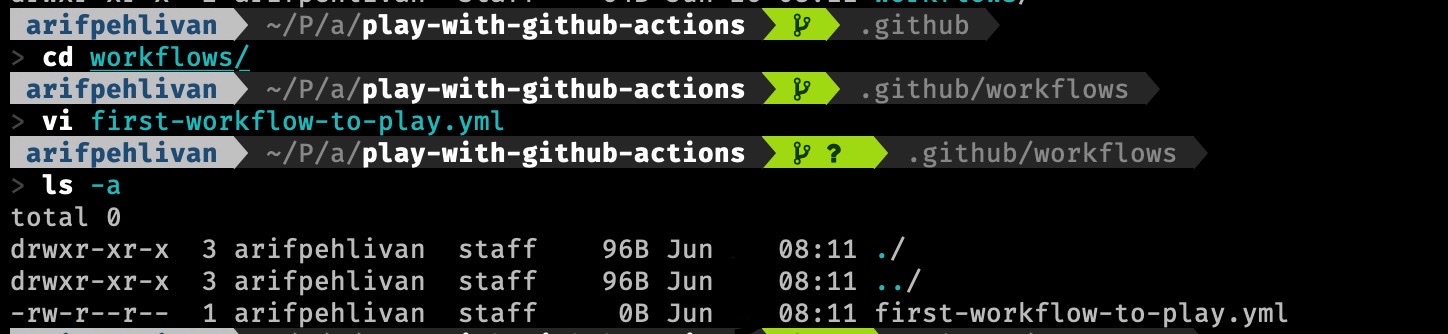 arifpehlivan ~/P/a/play-with-github-actions .github
> cd workflows/
arifpehlivan ~/P/a/play-with-github-actions .github/workflows
> vi first-workflow-to-play.yml
arifpehlivan ~/P/a/play-with-github-actions ? .github/workflows
> ls -a
total 0
drwxr-xr-x 3 arifpehlivan staff 96B Jun 08:11 ./
drwxr-xr-x 3 arifpehlivan staff 96B Jun 08:11 ../
-rw-r--r-- 1 arifpehlivan staff 0B Jun 08:11 first-workflow-to-play.yml